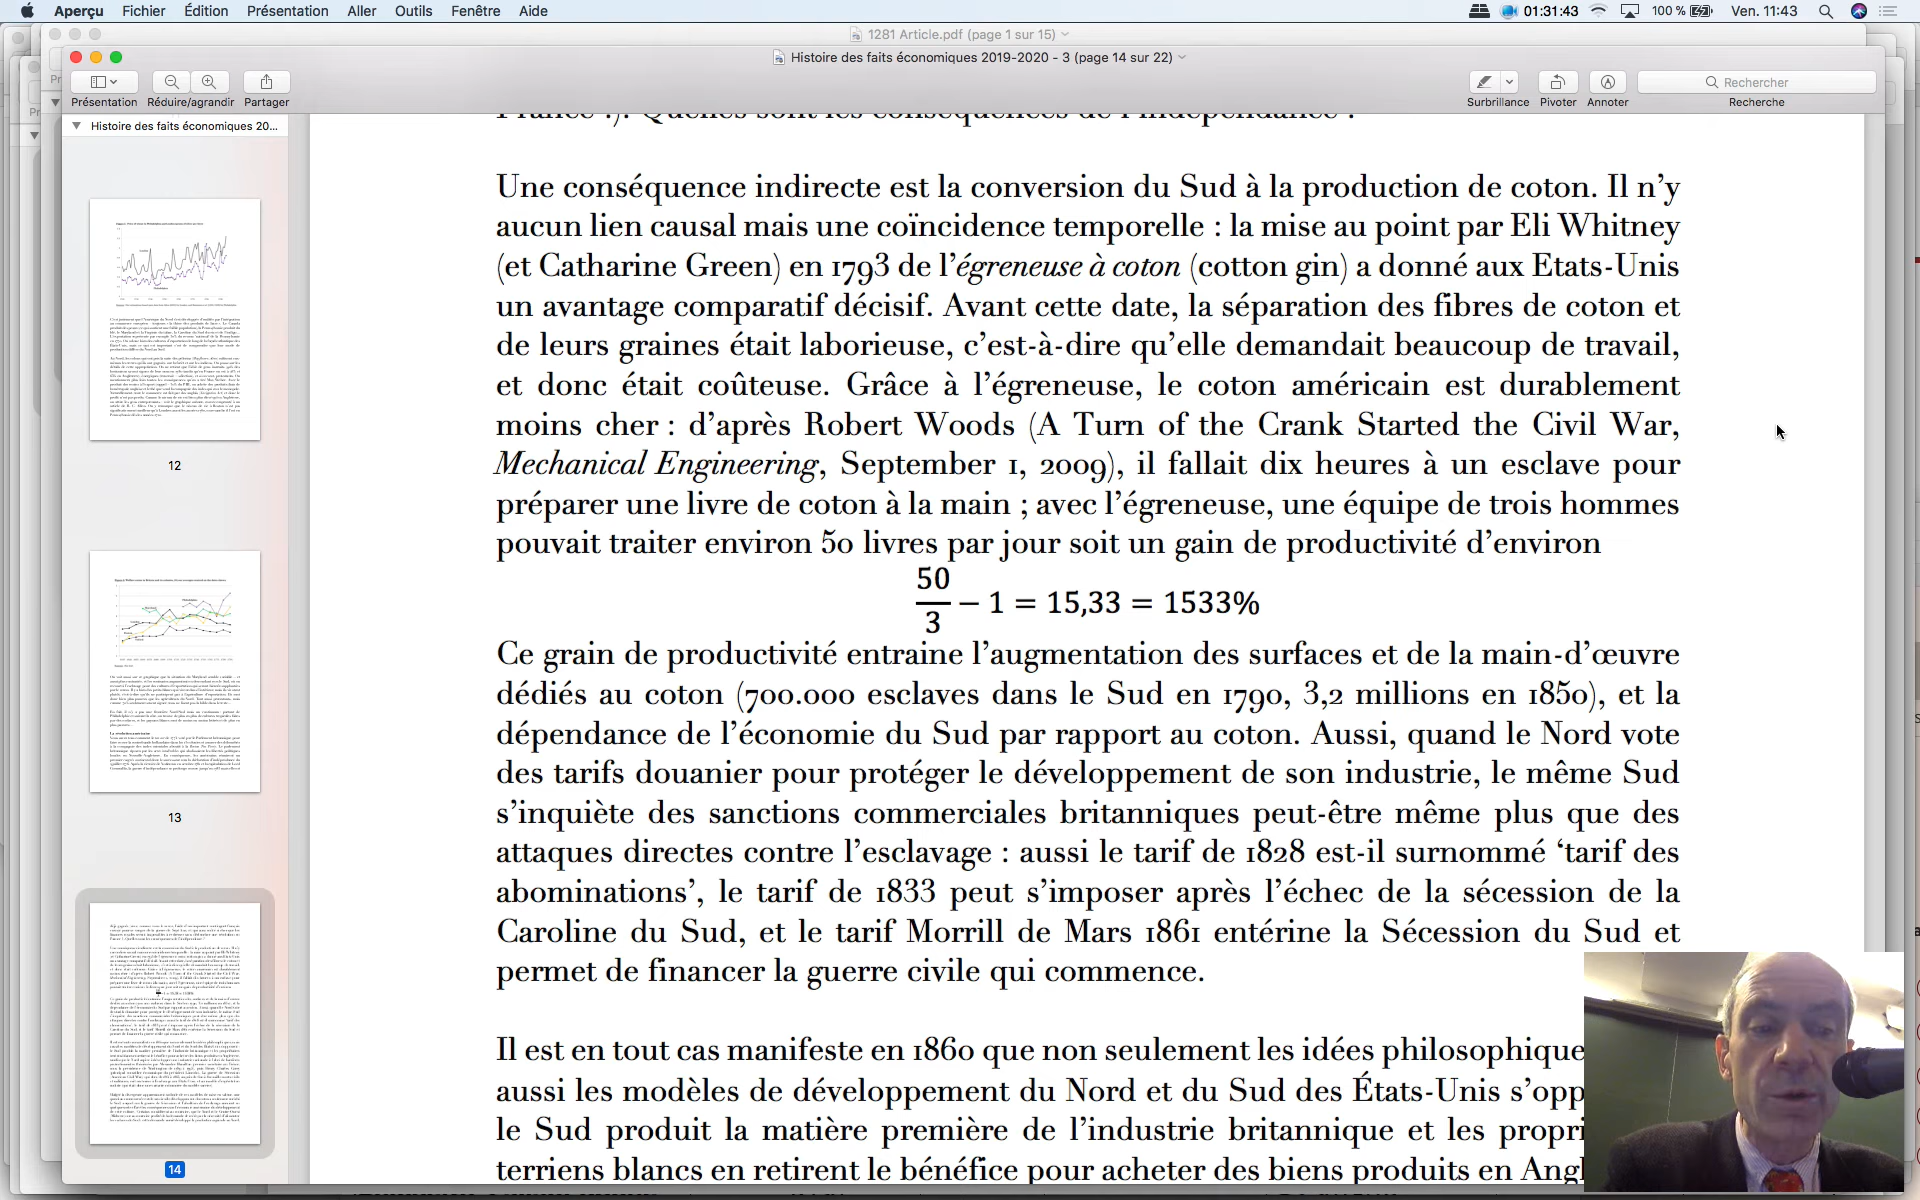 Aperçu Fichier Édition Présentation Aller Outils Fenêtre Aide 01:31:43 100 % Ven. 11:43
1281 Article.pdf (page 1 sur 15)
Histoire des faits économiques 2019-2020 - 3 (page 14 sur 22)
Rechercher
Présentation Réduire/agrandir Partager Surbrillance Pivoter Annoter Recherche
Histoire des faits économiques 20...
12
13
14
Une conséquence indirecte est la conversion du Sud à la production de coton. Il n’y
aucun lien causal mais une coïncidence temporelle : la mise au point par Eli Whitney
(et Catharine Green) en 1793 de l’égreneuse à coton (cotton gin) a donné aux Etats-Unis
un avantage comparatif décisif. Avant cette date, la séparation des fibres de coton et
de leurs graines était laborieuse, c’est-à-dire qu’elle demandait beaucoup de travail,
et donc était coûteuse. Grâce à l’égreneuse, le coton américain est durablement
moins cher : d’après Robert Woods (A Turn of the Crank Started the Civil War,
Mechanical Engineering, September 1, 2009), il fallait dix heures à un esclave pour
préparer une livre de coton à la main ; avec l’égreneuse, une équipe de trois hommes
pouvait traiter environ 50 livres par jour soit un gain de productivité d’environ
50/3 − 1 = 15,33 = 1533%
Ce grain de productivité entraine l’augmentation des surfaces et de la main-d’œuvre
dédiés au coton (700.000 esclaves dans le Sud en 1790, 3,2 millions en 1850), et la
dépendance de l’économie du Sud par rapport au coton. Aussi, quand le Nord vote
des tarifs douanier pour protéger le développement de son industrie, le même Sud
s’inquiète des sanctions commerciales britanniques peut-être même plus que des
attaques directes contre l’esclavage : aussi le tarif de 1828 est-il surnommé ‘tarif des
abominations’, le tarif de 1833 peut s’imposer après l’échec de la sécession de la
Caroline du Sud, et le tarif Morrill de Mars 1861 entérine la Sécession du Sud et
permet de financer la guerre civile qui commence.
Il est en tout cas manifeste en 1860 que non seulement les idées philosophique
aussi les modèles de développement du Nord et du Sud des États-Unis s’opp
le Sud produit la matière première de l’industrie britannique et les propri
terriens blancs en retirent le bénéfice pour acheter des biens produits en Angl